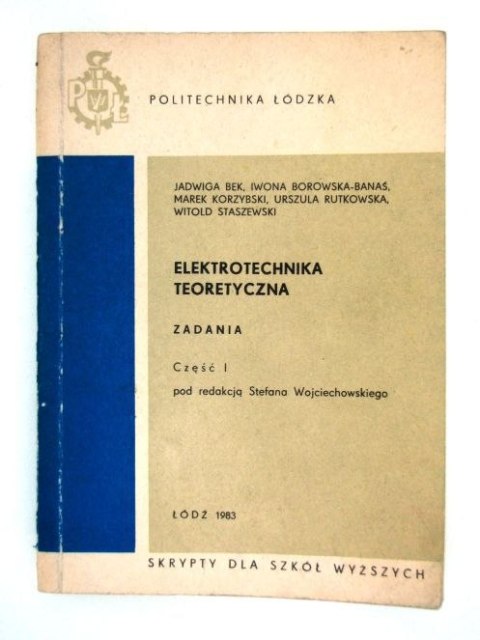 POLITECHNIKA ŁÓDZKA
JADWIGA BEK, IWONA BOROWSKA-BANAŚ,
MAREK KORZYBSKI, URSZULA RUTKOWSKA,
WITOLD STASZEWSKI
ELEKTROTECHNIKA
TEORETYCZNA
ZADANIA
Część I
pod redakcją Stefana Wojciechowskiego
ŁÓDŹ 1983
SKRYPTY DLA SZKÓŁ WYŻSZYCH